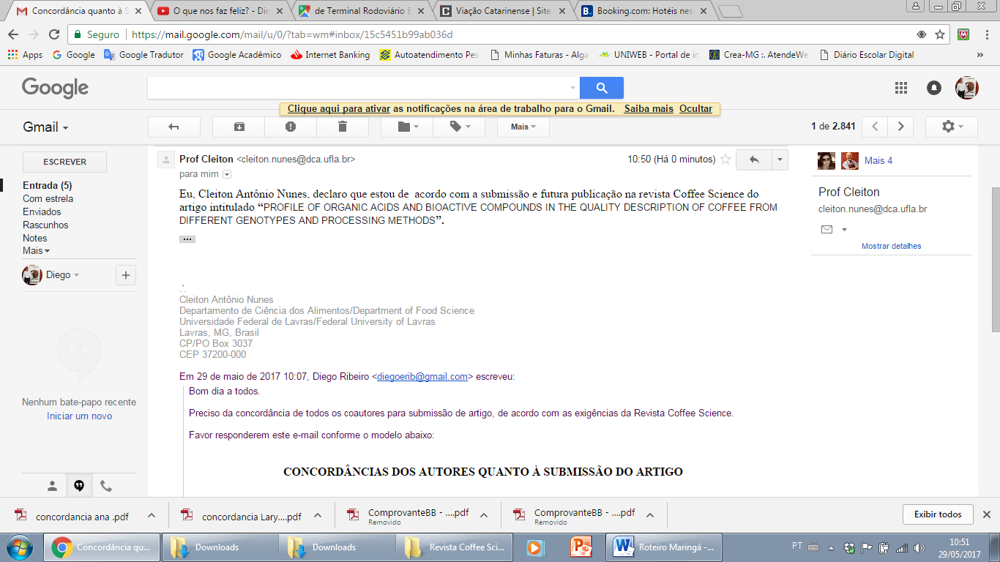 Concordância quanto à S
O que nos faz feliz? - Dir
de Terminal Rodoviário E
Viação Catarinense | Site
Booking.com: Hotéis nes
Seguro | https://mail.google.com/mail/u/0/?tab=wm#inbox/15c5451b99ab036d
Apps Google Google Tradutor Google Acadêmico Internet Banking Autoatendimento Pes Minhas Faturas - Alga UNIWEB - Portal de in Crea-MG :. AtendeWe Diário Escolar Digital »
Google
Clique aqui para ativar as notificações na área de trabalho para o Gmail. Saiba mais Ocultar
Gmail
Mais
1 de 2.841
ESCREVER
Entrada (5)
Com estrela
Enviados
Rascunhos
Notes
Mais
Diego
Nenhum bate-papo recente
Iniciar um novo
Prof Cleiton <cleiton.nunes@dca.ufla.br>
10:50 (Há 0 minutos)
para mim
Eu, Cleiton Antônio Nunes, declaro que estou de  acordo com a submissão e futura publicação na revista Coffee Science do
artigo intitulado “PROFILE OF ORGANIC ACIDS AND BIOACTIVE COMPOUNDS IN THE QUALITY DESCRIPTION OF COFFEE FROM
DIFFERENT GENOTYPES AND PROCESSING METHODS”.
Cleiton Antônio Nunes
Departamento de Ciência dos Alimentos/Department of Food Science
Universidade Federal de Lavras/Federal University of Lavras
Lavras, MG, Brasil
CP/PO Box 3037
CEP 37200-000
Em 29 de maio de 2017 10:07, Diego Ribeiro <diegoerib@gmail.com> escreveu:
Bom dia a todos.
Preciso da concordância de todos os coautores para submissão de artigo, de acordo com as exigências da Revista Coffee Science.
Favor responderem este e-mail conforme o modelo abaixo:
CONCORDÂNCIAS DOS AUTORES QUANTO À SUBMISSÃO DO ARTIGO
Mais 4
Prof Cleiton
cleiton.nunes@dca.ufla.br
Mostrar detalhes
concordancia ana .pdf
concordancia Lary....pdf
ComprovanteBB - ....pdf
Removido
ComprovanteBB - ....pdf
Removido
Exibir todos
Concordância qu...
Downloads
Downloads
Revista Coffee Sci...
Roteiro Maringá -...
PT
10:51
29/05/2017